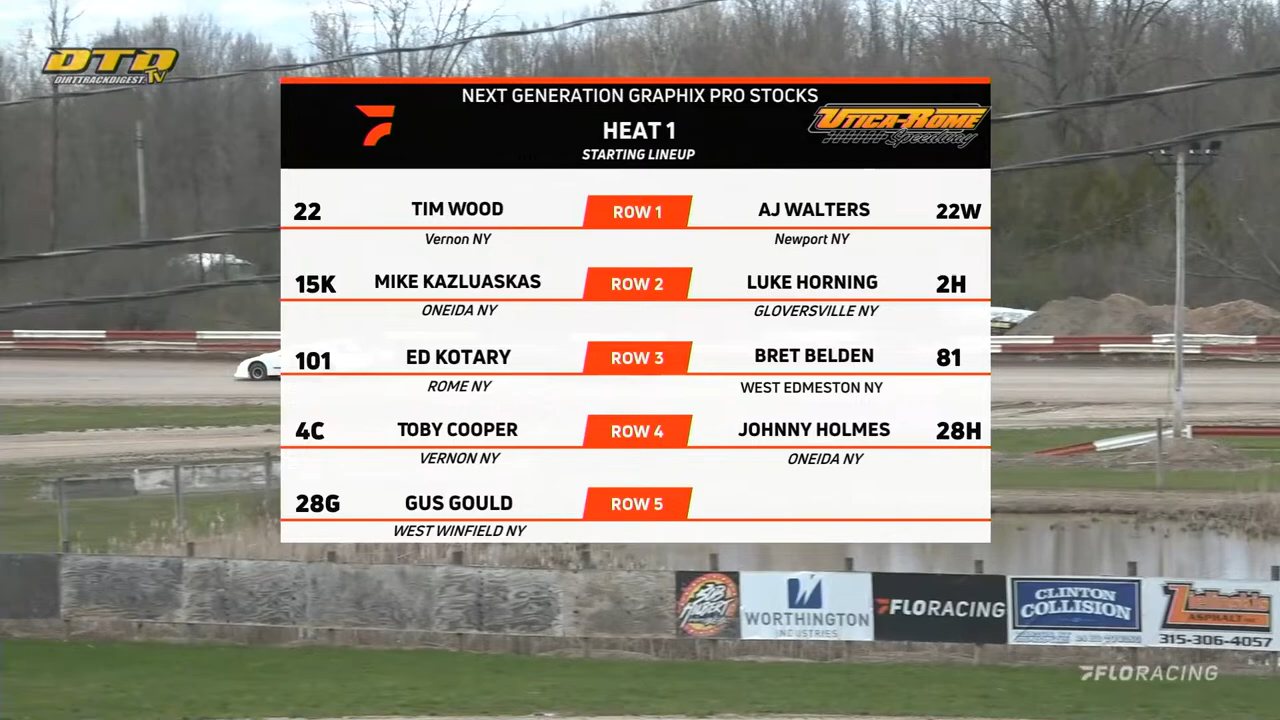 DTD TV
DIRTTRACKDIGEST
NEXT GENERATION GRAPHIX PRO STOCKS
HEAT 1
STARTING LINEUP
UTICA-ROME
Speedway
22 TIM WOOD ROW 1 AJ WALTERS 22W
Vernon NY Newport NY
15K MIKE KAZLUASKAS ROW 2 LUKE HORNING 2H
ONEIDA NY GLOVERSVILLE NY
101 ED KOTARY ROW 3 BRET BELDEN 81
ROME NY WEST EDMESTON NY
4C TOBY COOPER ROW 4 JOHNNY HOLMES 28H
VERNON NY ONEIDA NY
28G GUS GOULD ROW 5
WEST WINFIELD NY
BOB HILBERT
WORTHINGTON
INDUSTRIES
FLORACING
CLINTON
COLLISION
ASPHALT
315-306-4057
FLORACING